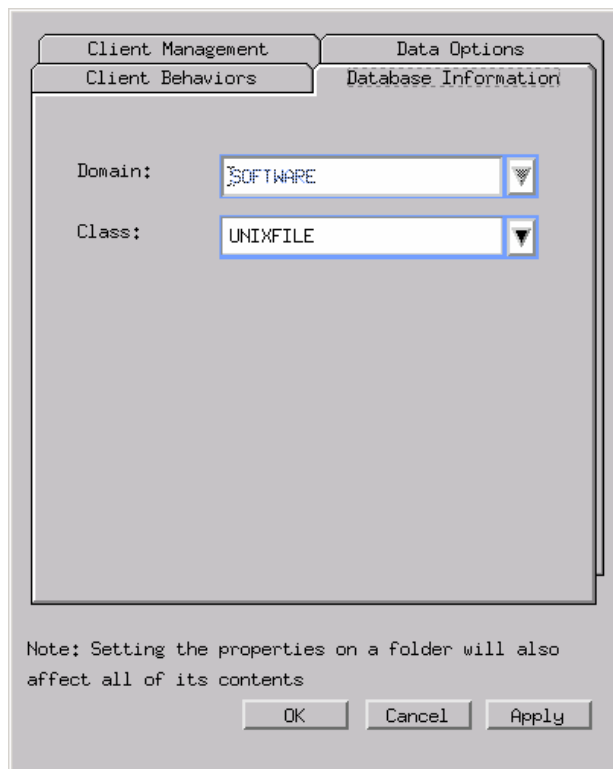 Client Management
Data Options
Client Behaviors
Database Information
Domain:
SOFTWARE
Class:
UNIXFILE
Note: Setting the properties on a folder will also
affect all of its contents
OK
Cancel
Apply